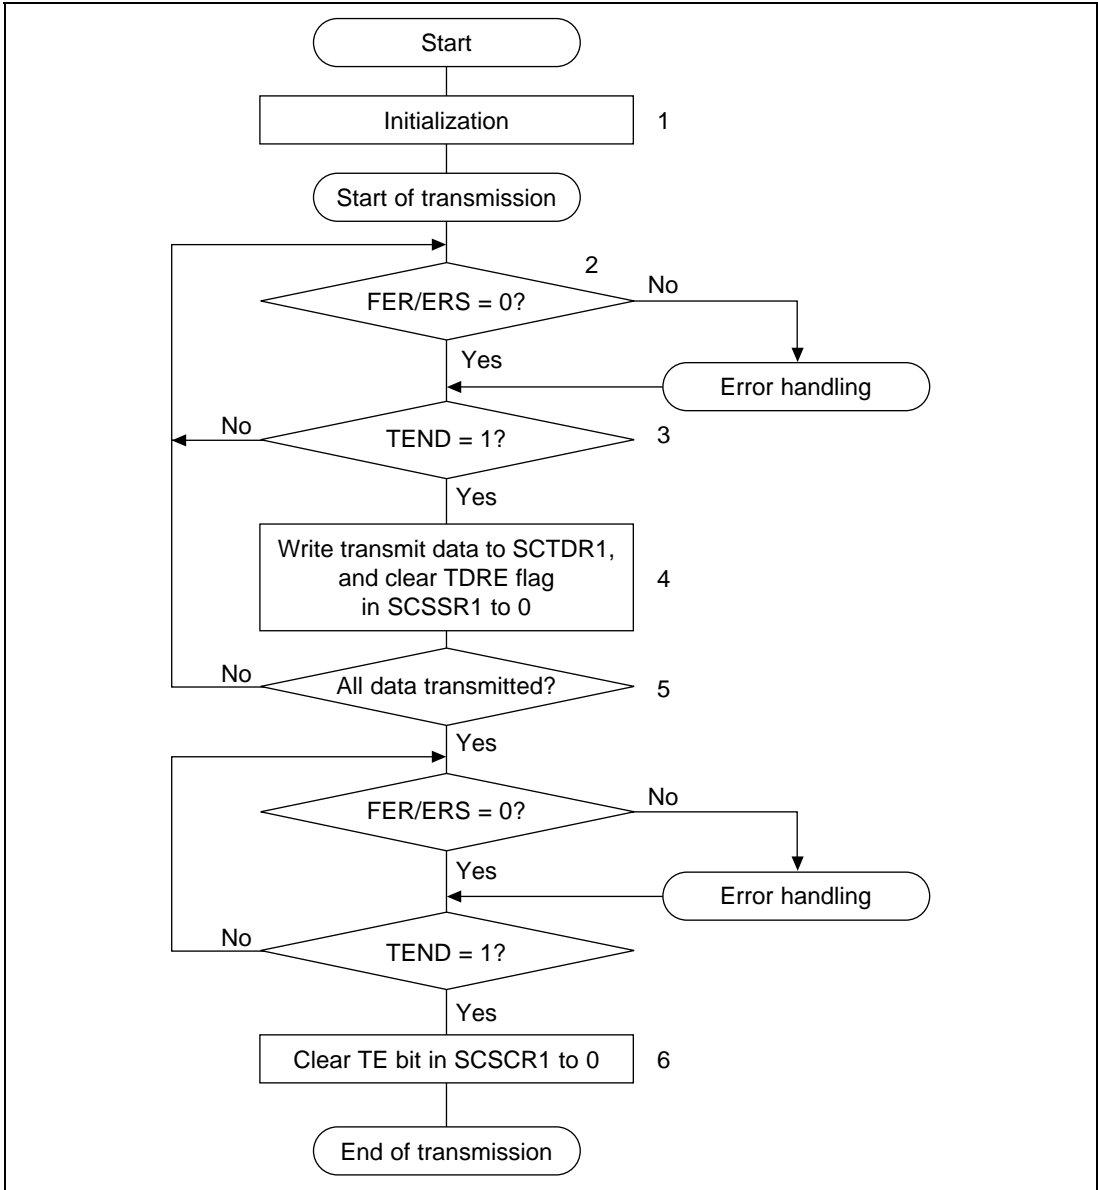 Start
Initialization
1
Start of transmission
2
FER/ERS = 0?
No
Yes
Error handling
No
TEND = 1?
3
Yes
Write transmit data to SCTDR1,
and clear TDRE flag
in SCSSR1 to 0
4
No
All data transmitted?
5
Yes
FER/ERS = 0?
No
Yes
Error handling
No
TEND = 1?
Yes
Clear TE bit in SCSCR1 to 0
6
End of transmission